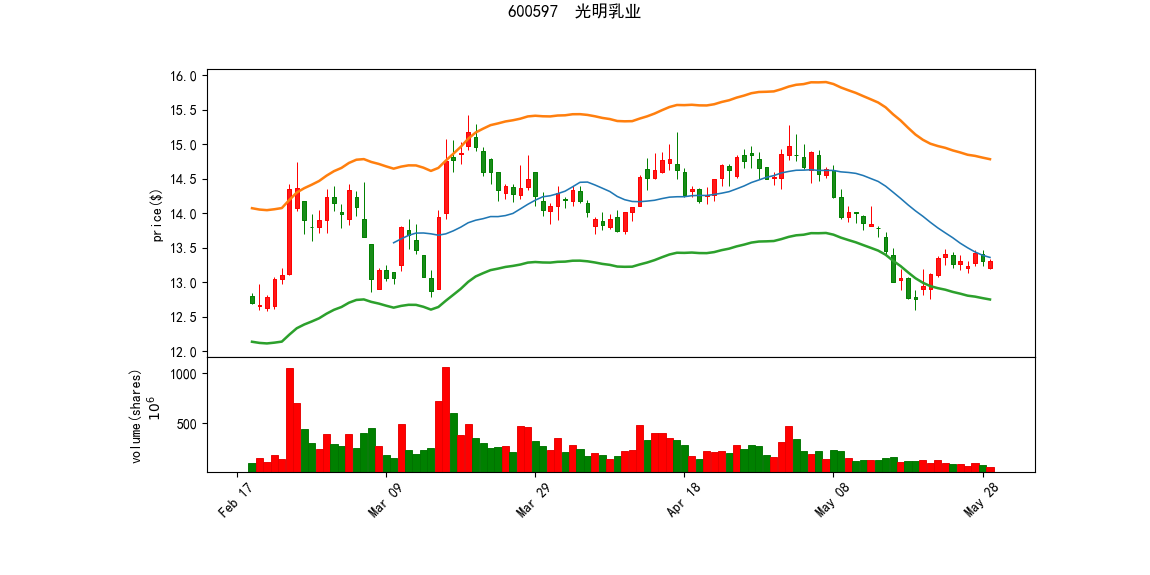 600597  光明乳业
16.0
15.5
15.0
14.5
14.0
13.5
13.0
12.5
12.0
price($)
1000
500
volume(shares)
10^6
Feb 17
Mar 09
Mar 29
Apr 18
May 08
May 28